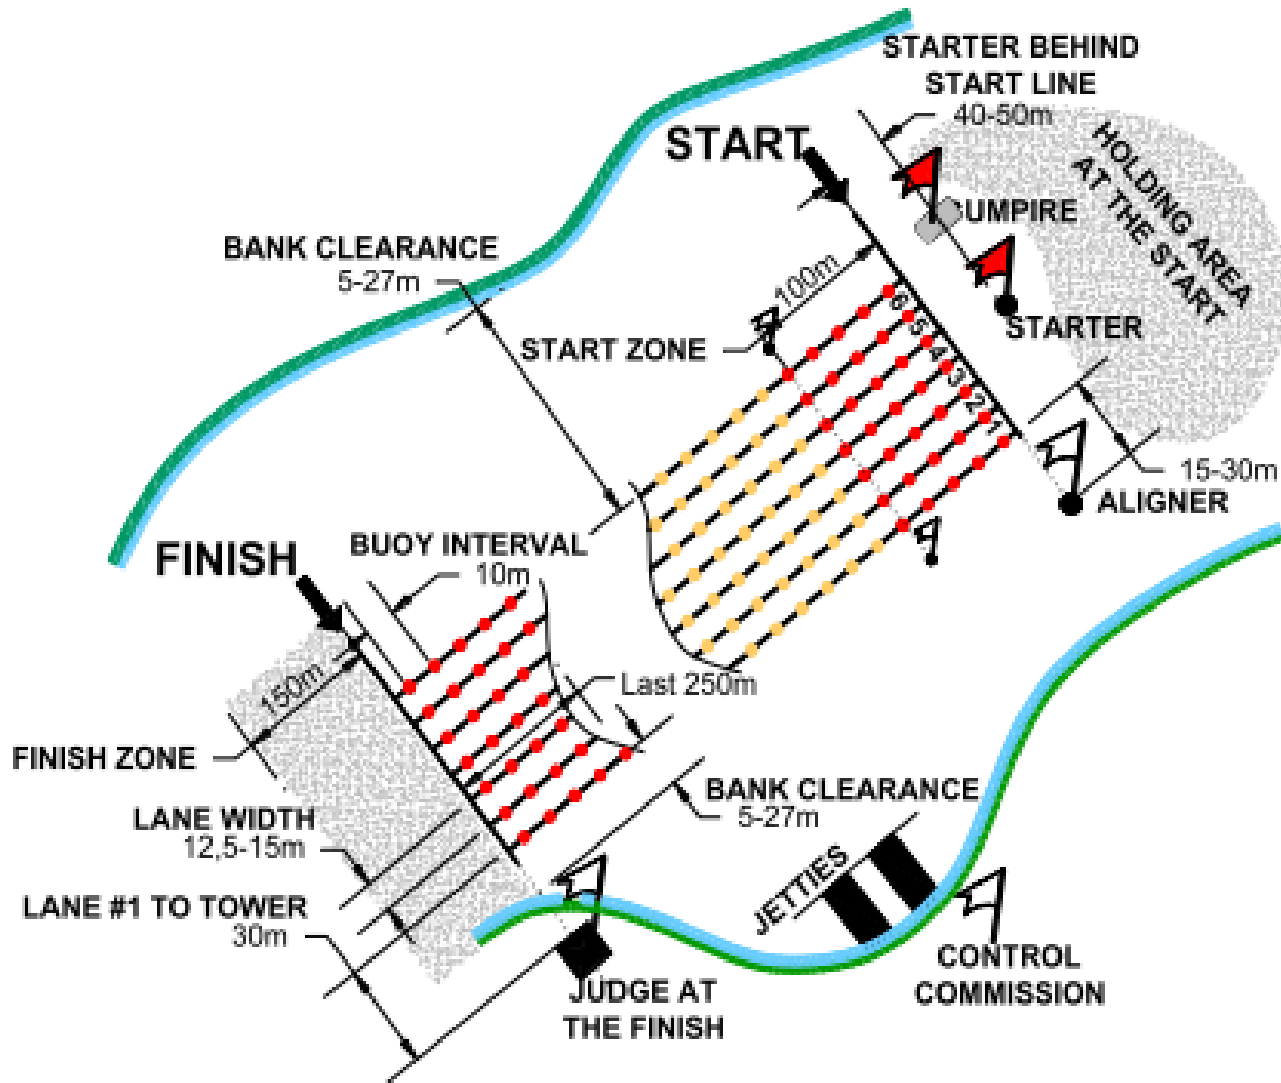 STARTER BEHIND
START LINE
40-50m
START
HOLDING AREA
AT THE START
UMPIRE
BANK CLEARANCE
5-27m
100m
START ZONE
STARTER
6
5
4
3
2
1
15-30m
ALIGNER
FINISH
BUOY INTERVAL
10m
150m
Last 250m
FINISH ZONE
BANK CLEARANCE
5-27m
LANE WIDTH
12,5-15m
JETTIES
LANE #1 TO TOWER
30m
CONTROL
COMMISSION
JUDGE AT
THE FINISH